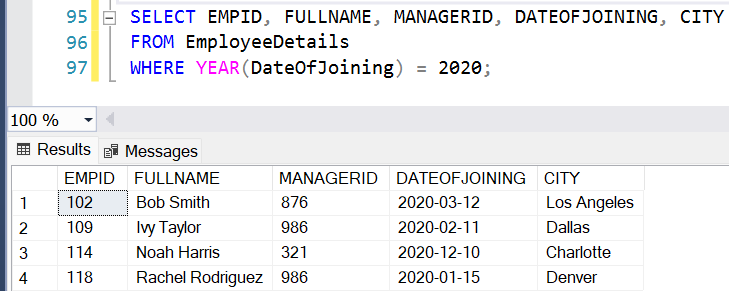 95 SELECT EMPID, FULLNAME, MANAGERID, DATEOFJOINING, CITY
96 FROM EmployeeDetails
97 WHERE YEAR(DateOfJoining) = 2020;
100 %
Results Messages
EMPID FULLNAME MANAGERID DATEOFJOINING CITY
1 102 Bob Smith 876 2020-03-12 Los Angeles
2 109 Ivy Taylor 986 2020-02-11 Dallas
3 114 Noah Harris 321 2020-12-10 Charlotte
4 118 Rachel Rodriguez 986 2020-01-15 Denver